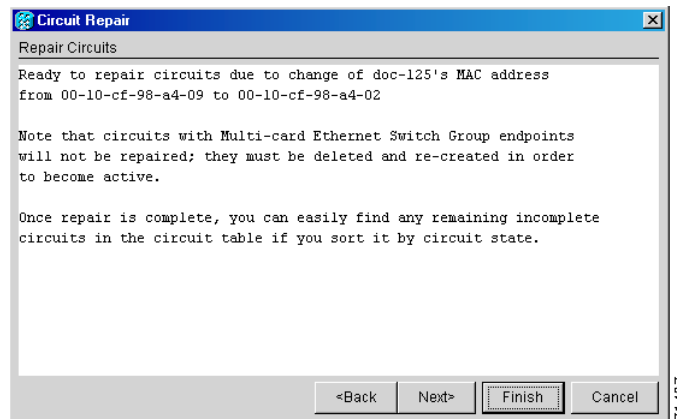 Circuit Repair
Repair Circuits
Ready to repair circuits due to change of doc-125's MAC address
from 00-10-cf-98-a4-09 to 00-10-cf-98-a4-02
Note that circuits with Multi-card Ethernet Switch Group endpoints
will not be repaired; they must be deleted and re-created in order
to become active.
Once repair is complete, you can easily find any remaining incomplete
circuits in the circuit table if you sort it by circuit state.
<Back
Next>
Finish
Cancel